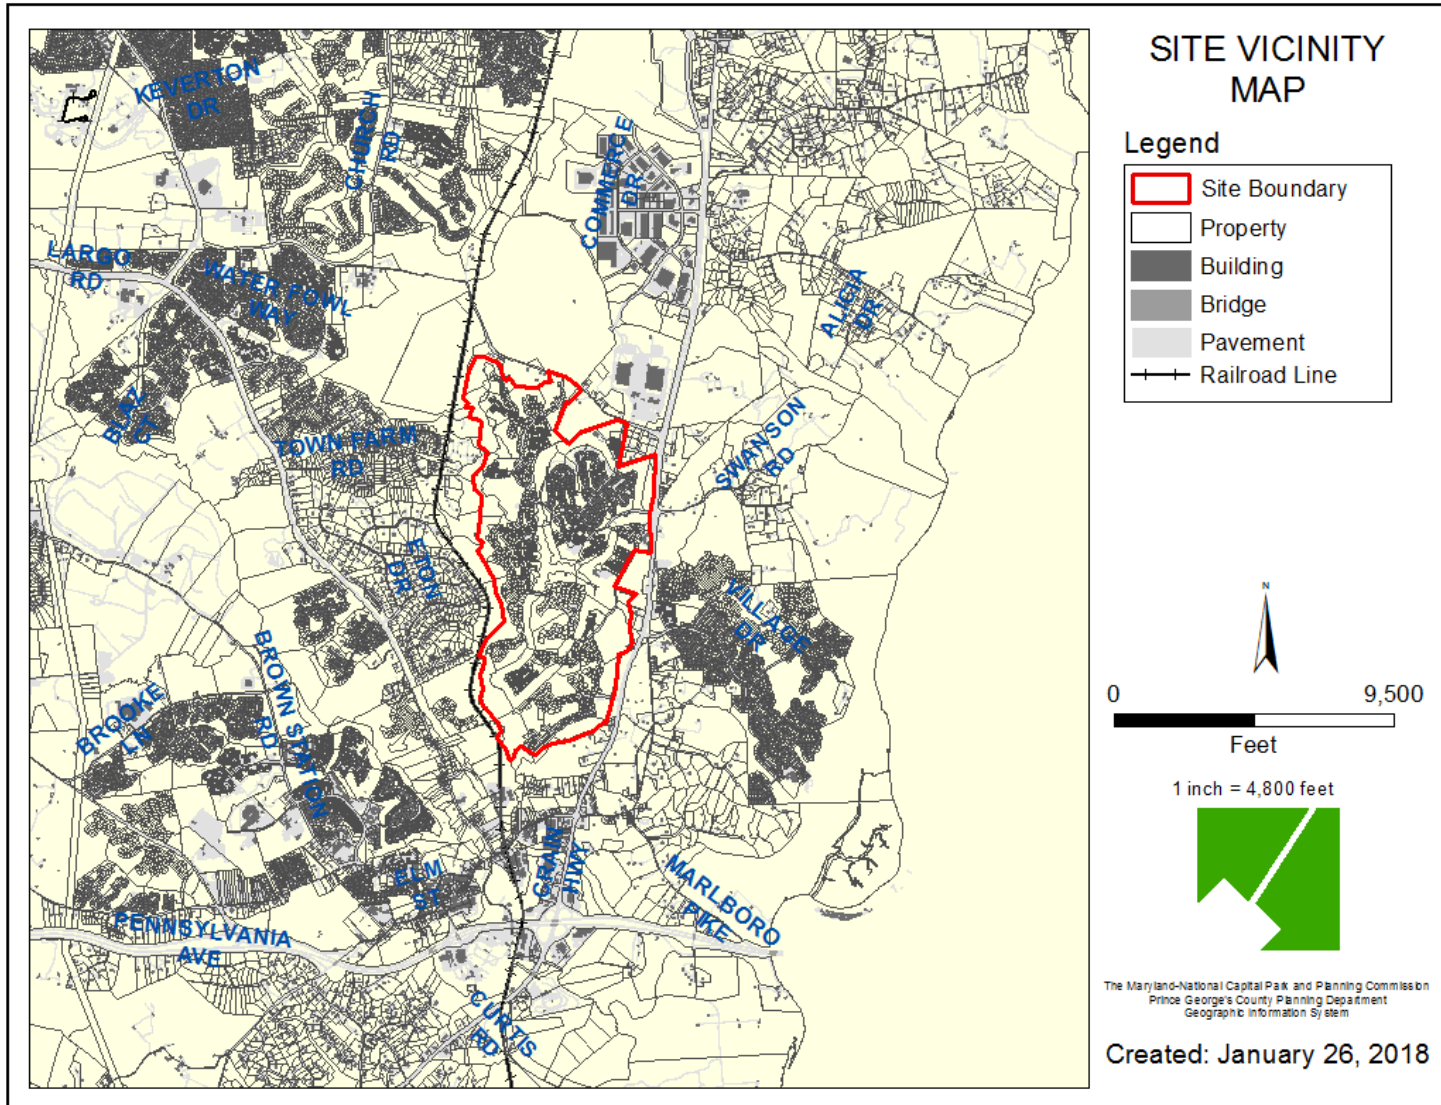 SITE VICINITY
MAP
Legend
Site Boundary
Property
Building
Bridge
Pavement
Railroad Line
KEVERTON
DR
CHURCH
RD
COMMERCE
DR
LARGO
RD
WATER FOWL
WAY
ALICIA
DR
BLAZ
CT
TOWN FARM
RD
SWANSON
RD
ETON
DR
VILLAGE
DR
BROWN STATION
RD
BROOKE
LN
ELM
ST
CRAIN
HWY
MARLBORO
PIKE
PENNSYLVANIA
AVE
CURTIS
RD
N
0 9,500
Feet
1 inch = 4,800 feet
The Maryland-National Capital Park and Planning Commission
Prince George's County Planning Department
Geographic Information System
Created: January 26, 2018